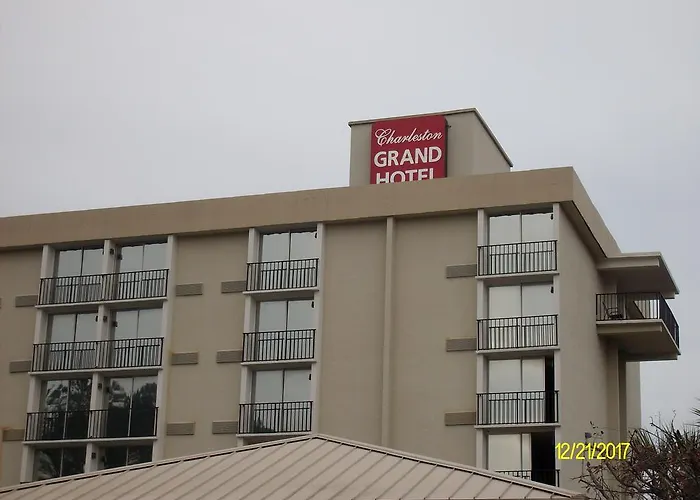 Charleston
GRAND
HOTEL
12/21/2017